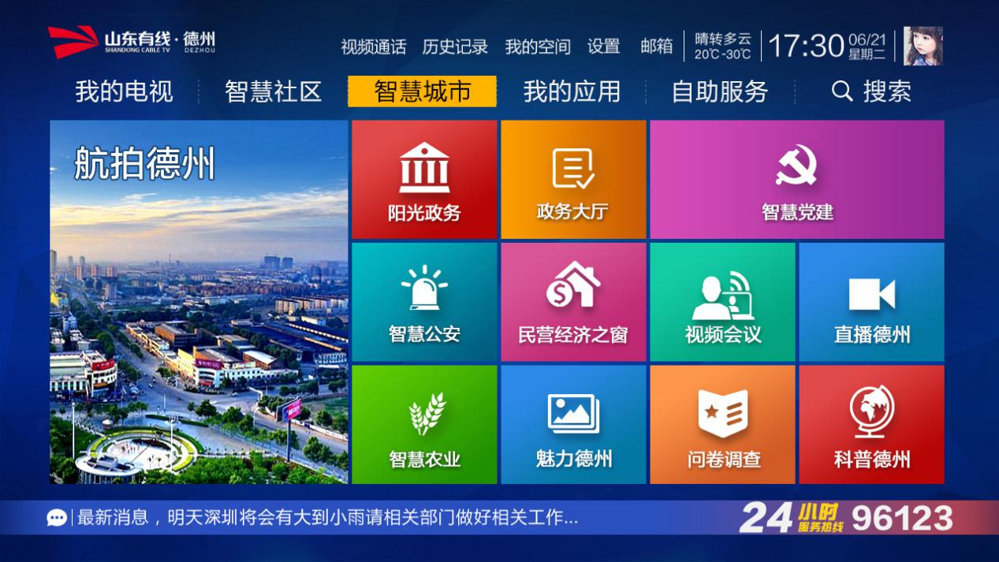 山东有线·德州
SHANDONG CABLE TV DEZHOU
视频通话 历史记录 我的空间 设置 邮箱
晴转多云
20℃-30℃
17:30
06/21
星期二
我的电视 智慧社区 智慧城市 我的应用 自助服务 搜索
航拍德州
阳光政务 政务大厅 智慧党建
智慧公安 民营经济之窗 视频会议 直播德州
智慧农业 魅力德州 问卷调查 科普德州
最新消息，明天深圳将会有大到小雨请相关部门做好相关工作...
24小时服务热线 96123